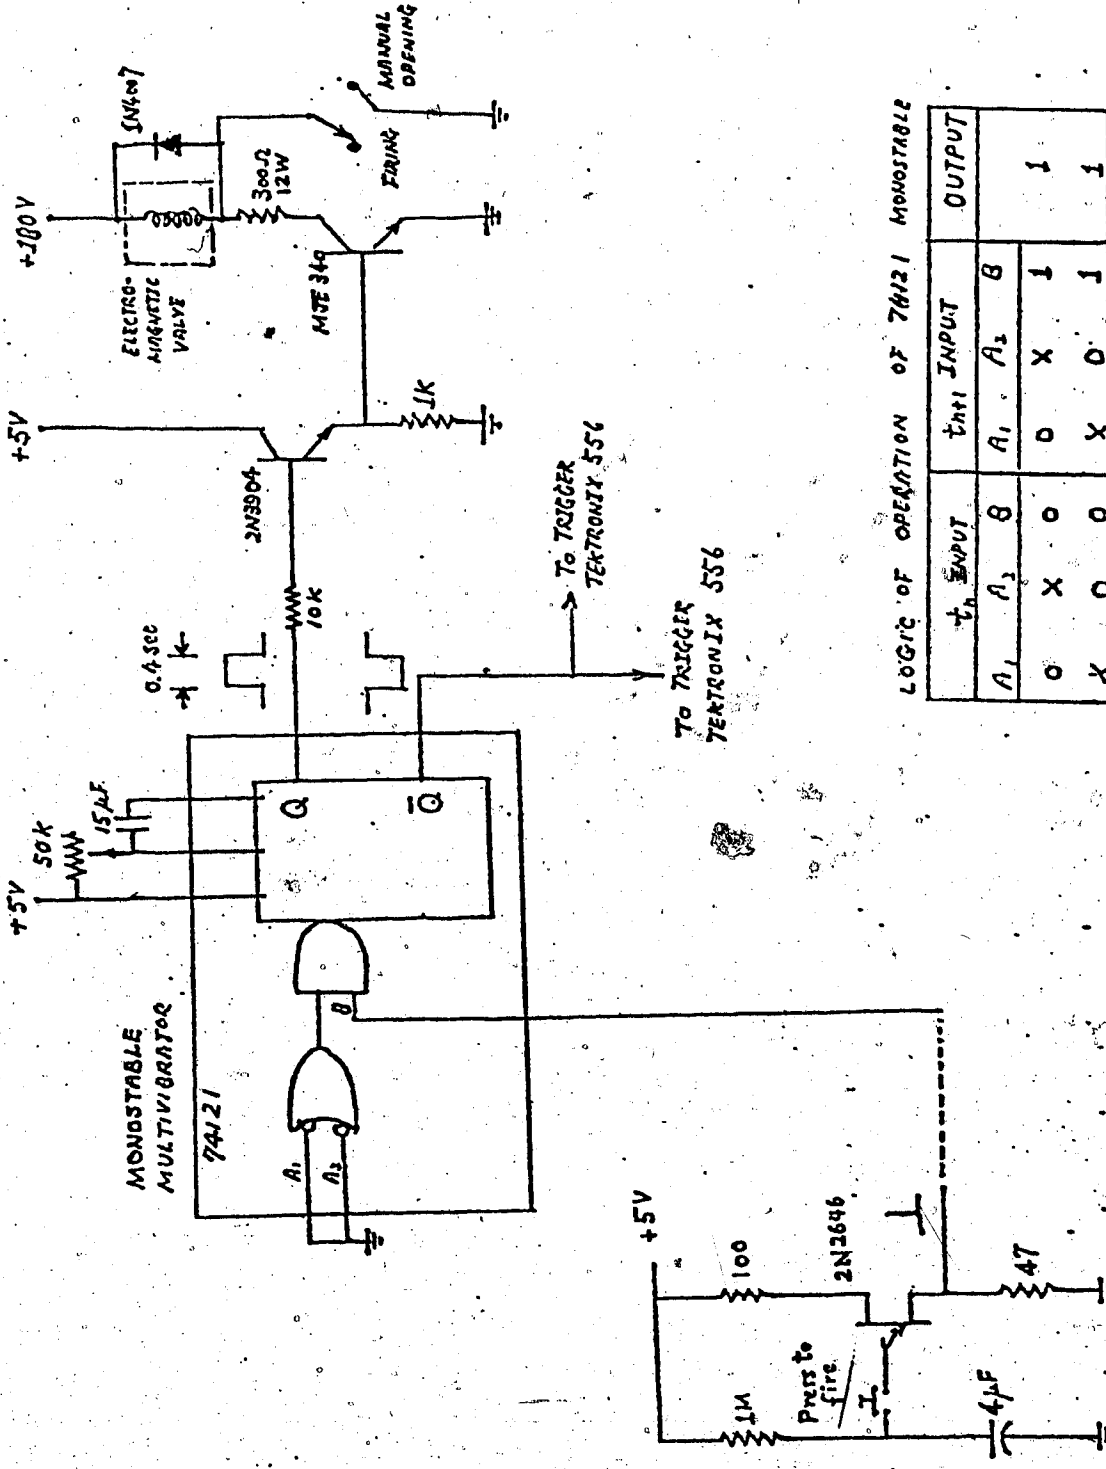 +5V
50K
15µF
MONOSTABLE
MULTIVIBRATOR
74121
A₁
A₂
B
Q
Q̅
0.4 sec
10K
2N3904
+5V
1K
+180V
ELECTRO-
MAGNETIC
VALVE
1N4007
300Ω
12W
MJE 340
FIRING
MANUAL
OPENING
TO TRIGGER
TEKTRONIX 556
TO TRIGGER
TEKTRONIX 556
+5V
1M
100
Press to
fire
2N2646
4µF
47
LOGIC OF OPERATION OF 74121 MONOSTABLE
tn INPUT tn+1 INPUT OUTPUT
A₁ A₂ B A₁ A₂ B
0 X 0 0 X 1 1
X 0 0 X 0 1 1